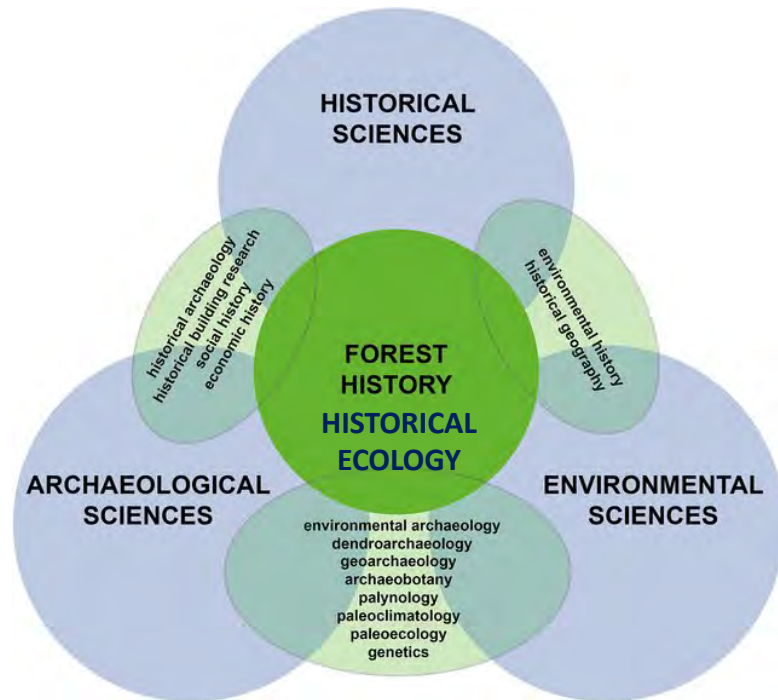 HISTORICAL
SCIENCES
historical archaeology
historical building research
social history
economic history
environmental history
historical geography
FOREST
HISTORY
HISTORICAL
ECOLOGY
ARCHAEOLOGICAL
SCIENCES
ENVIRONMENTAL
SCIENCES
environmental archaeology
dendroarchaeology
geoarchaeology
archaeobotany
palynology
paleoclimatology
paleoecology
genetics